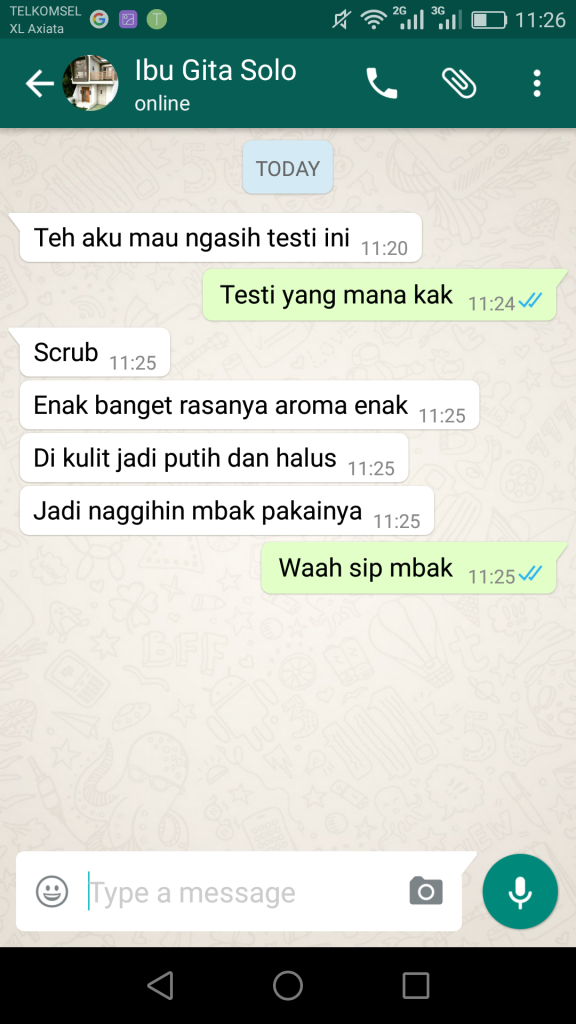 TELKOMSEL
XL Axiata
2G 3G 11:26
Ibu Gita Solo
online
TODAY
Teh aku mau ngasih testi ini 11:20
Testi yang mana kak 11:24
Scrub 11:25
Enak banget rasanya aroma enak 11:25
Di kulit jadi putih dan halus 11:25
Jadi naggihin mbak pakainya 11:25
Waah sip mbak 11:25
BFF
Type a message